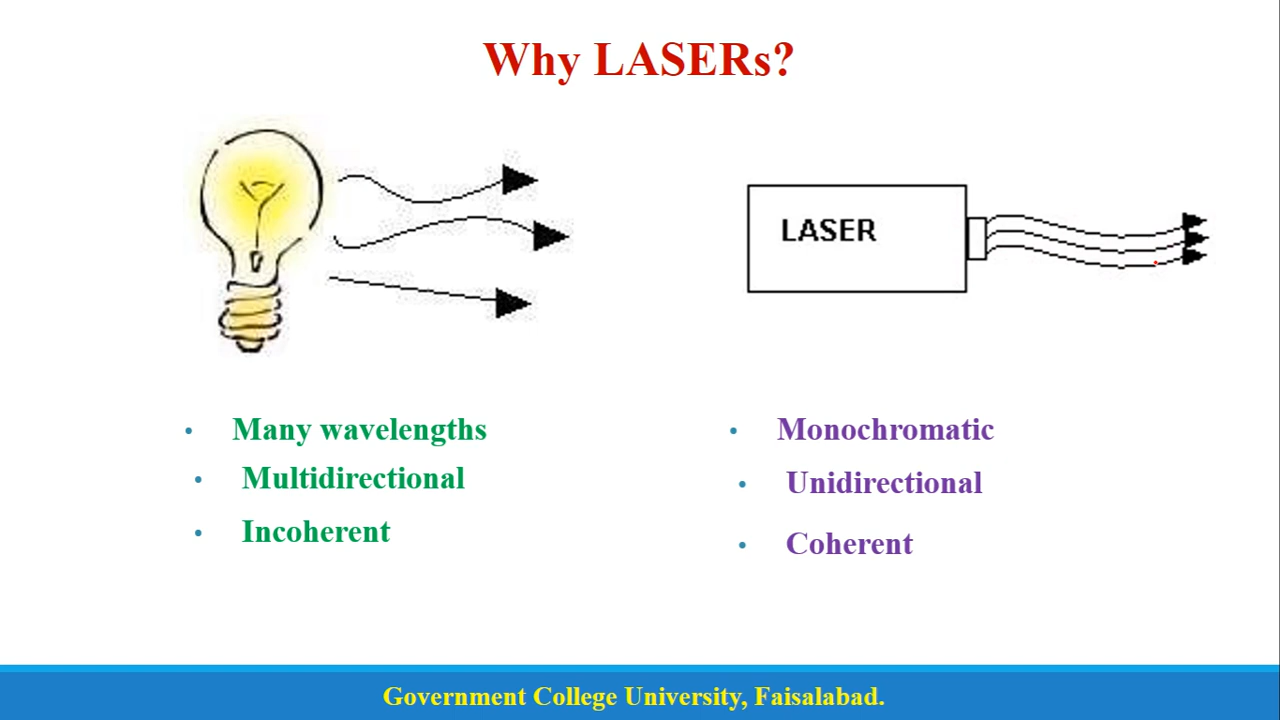 Why LASERs?
LASER
• Many wavelengths
• Multidirectional
• Incoherent
• Monochromatic
• Unidirectional
• Coherent
Government College University, Faisalabad.